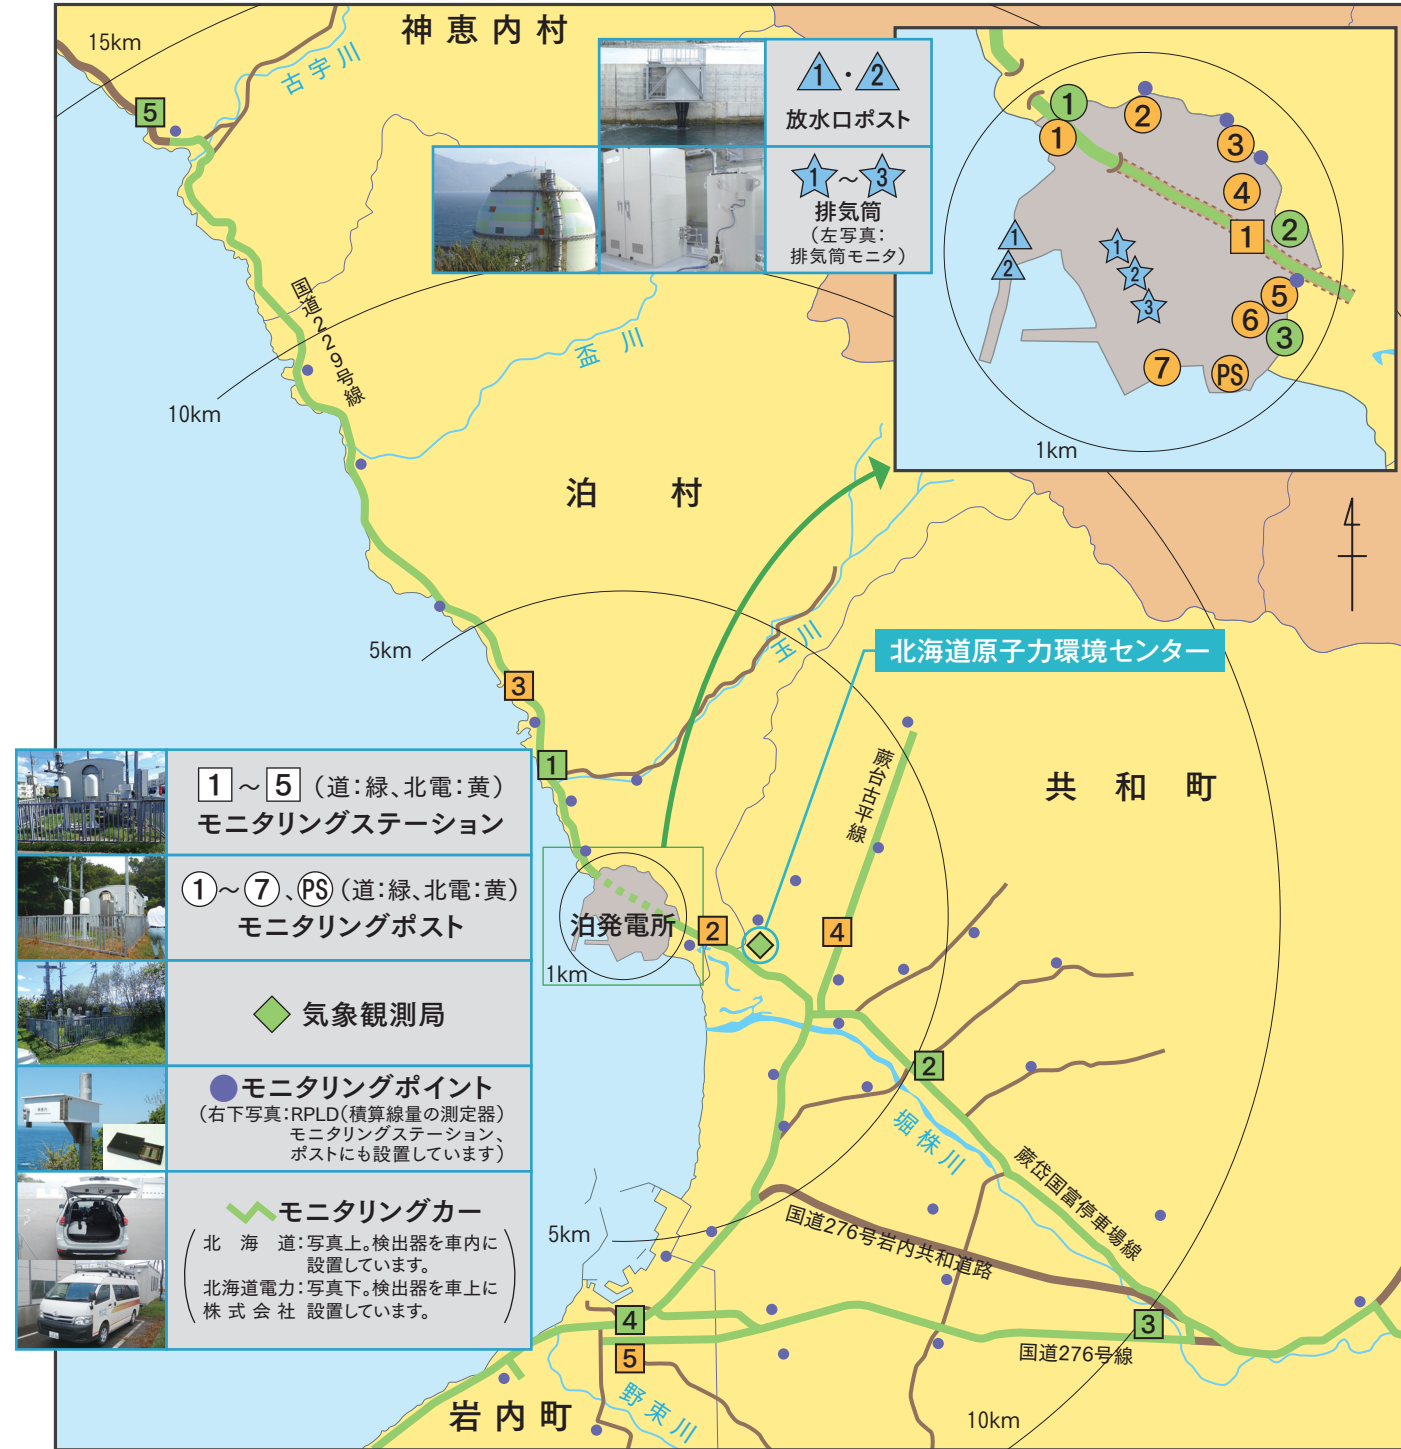 神恵内村
15km
古宇川
5
1・2
放水口ポスト
1～3
排気筒
（左写真：
排気筒モニタ）
1
1
2
3
4
1
2
1
2
1
2
3
5
6
3
7
PS
1km
国道229号線
盃川
10km
泊村
5km
玉川
北海道原子力環境センター
3
1
蕨台古平線
共和町
1～5（道：緑、北電：黄）
モニタリングステーション
①～⑦、PS（道：緑、北電：黄）
モニタリングポスト
気象観測局
モニタリングポイント
（右下写真：RPLD（積算線量の測定器）
モニタリングステーション、
ポストにも設置しています）
モニタリングカー
北海道：写真上。検出器を車内に
設置しています。
北海道電力：写真下。検出器を車上に
株式会社 設置しています。
泊発電所
1km
2
4
2
堀株川
蕨岱国富停車場線
国道276号岩内共和道路
5km
4
5
3
国道276号線
岩内町
野束川
10km